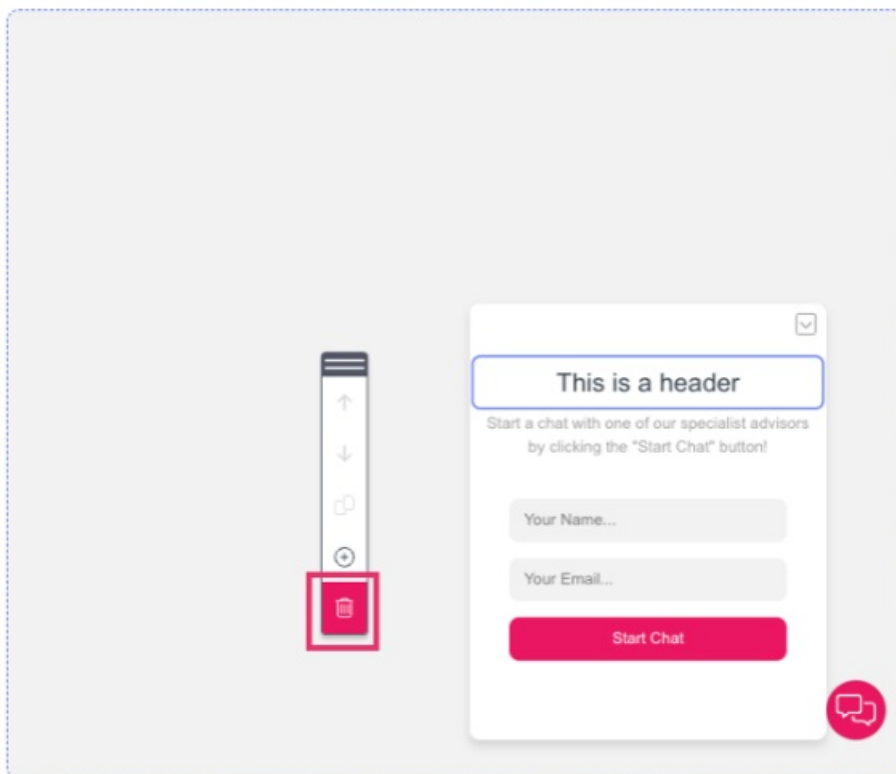 This is a header
Start a chat with one of our specialist advisors
by clicking the "Start Chat" button!
Your Name...
Your Email...
Start Chat